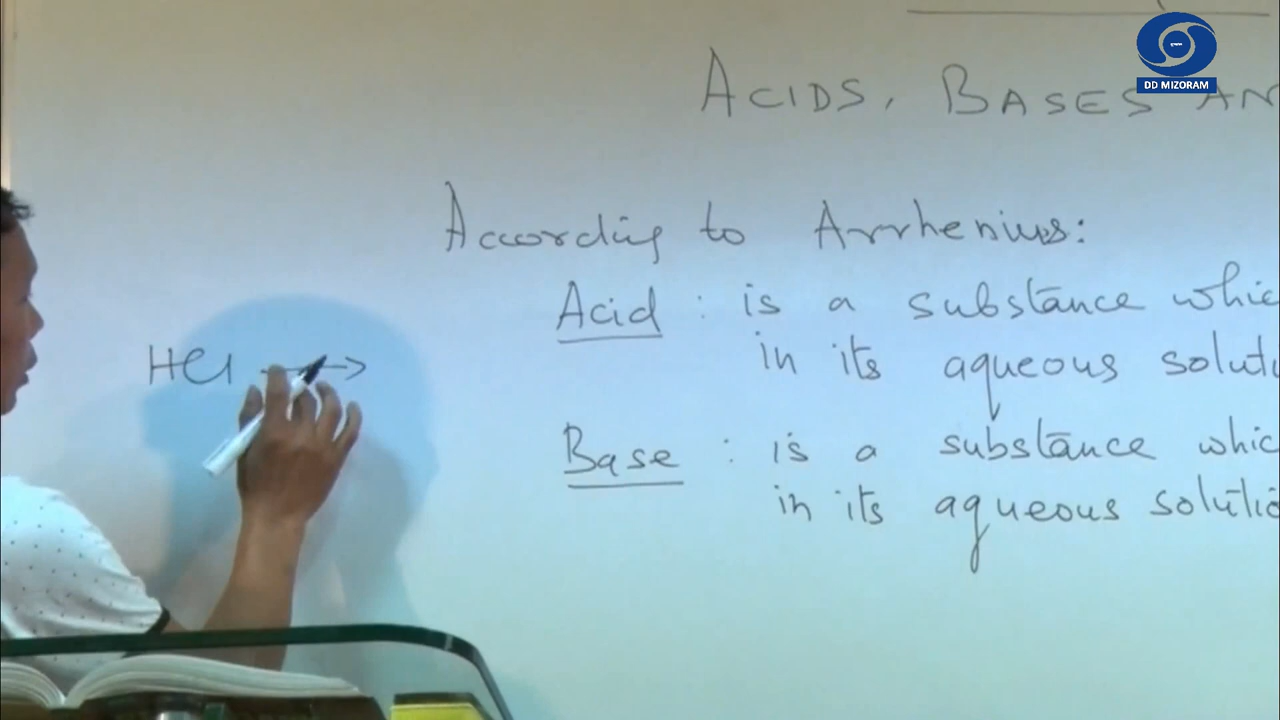 DD MIZORAM
ACIDS, BASES AN
According to Arrhenius:
Acid : is a substance whic
in its aqueous solut
HCl →
Base : is a substance whic
in its aqueous solutio